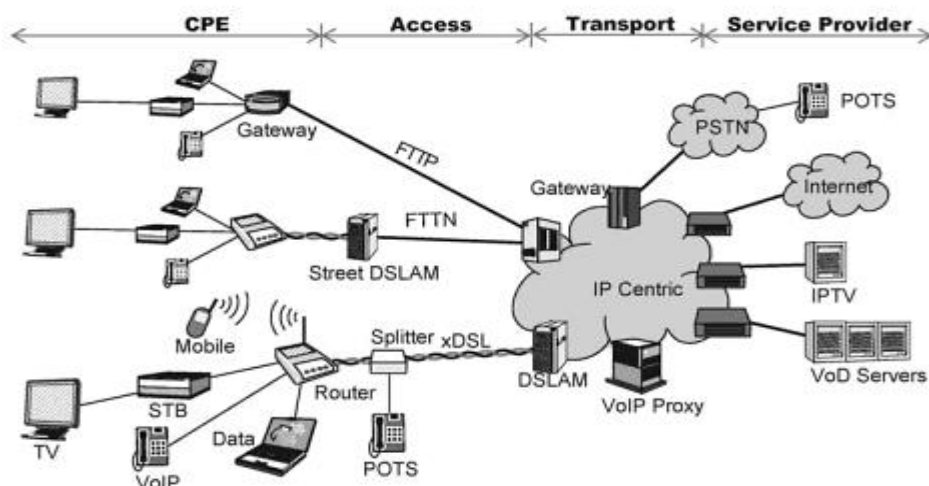 CPE Access Transport Service Provider
Gateway
FTTP
PSTN
POTS
Gateway
Internet
FTTN
Street DSLAM
IP Centric
IPTV
Mobile
Splitter
xDSL
STB
Router
DSLAM
VoIP Proxy
VoD Servers
TV
VoIP
Data
POTS